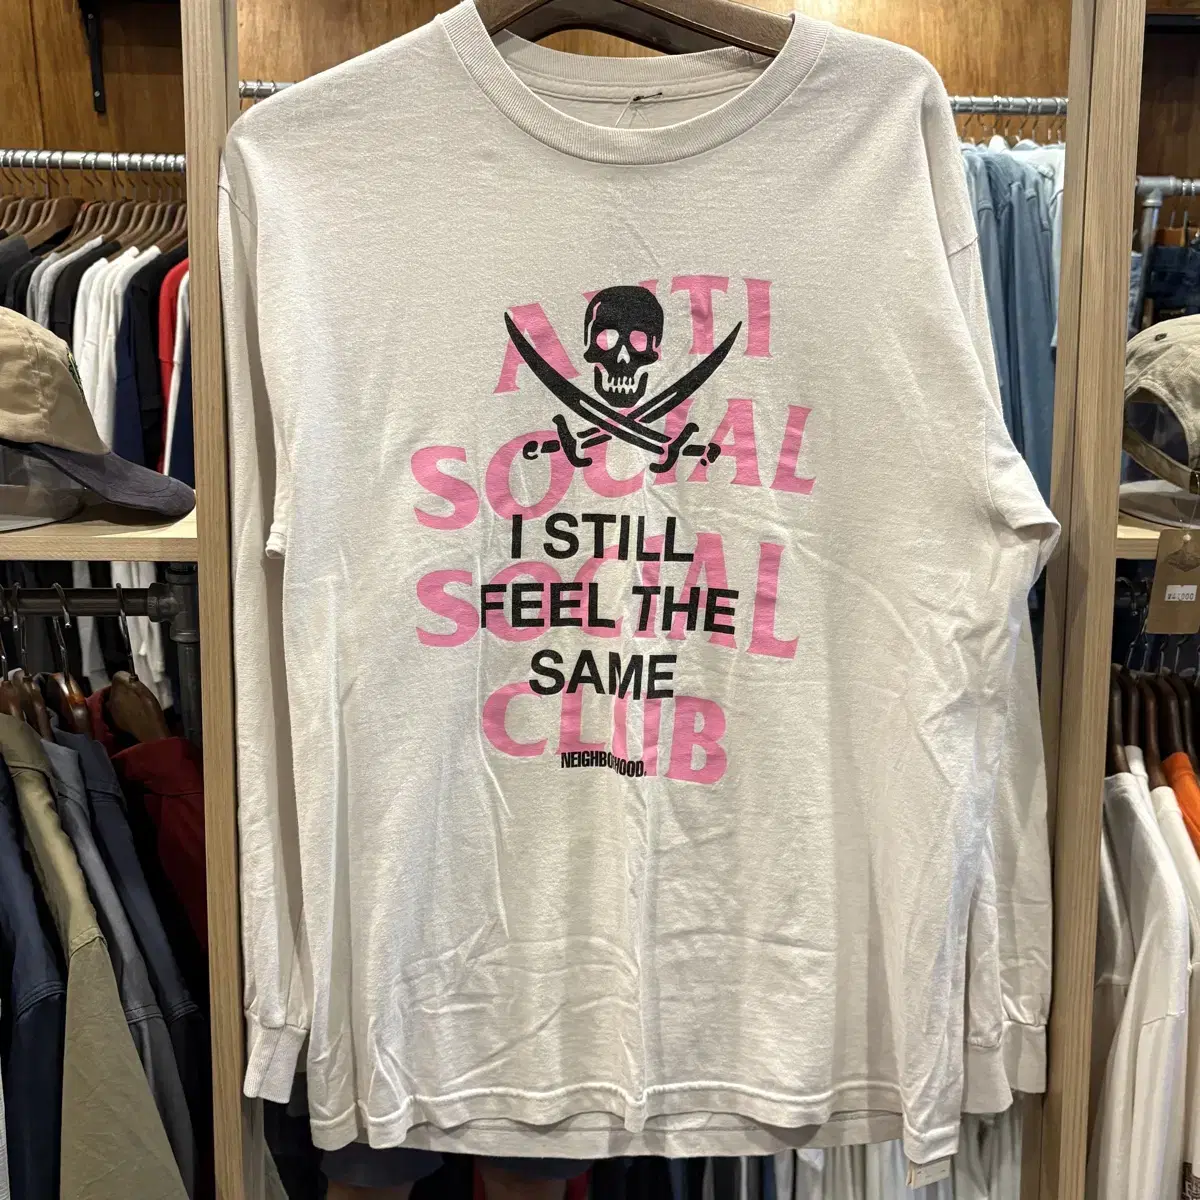 ANTI
SOCIAL
I STILL
SOCIAL
FEEL THE
SAME
CLUB
NEIGHBORHOOD.